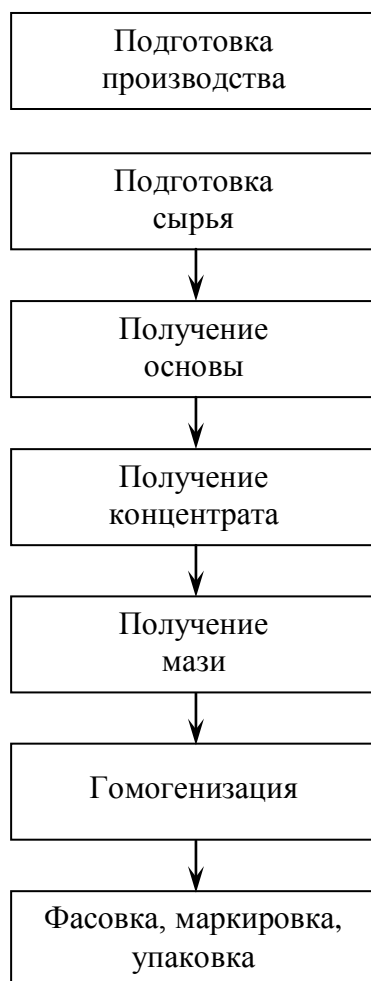 Подготовка
производства
Подготовка
сырья
Получение
основы
Получение
концентрата
Получение
мази
Гомогенизация
Фасовка, маркировка,
упаковка